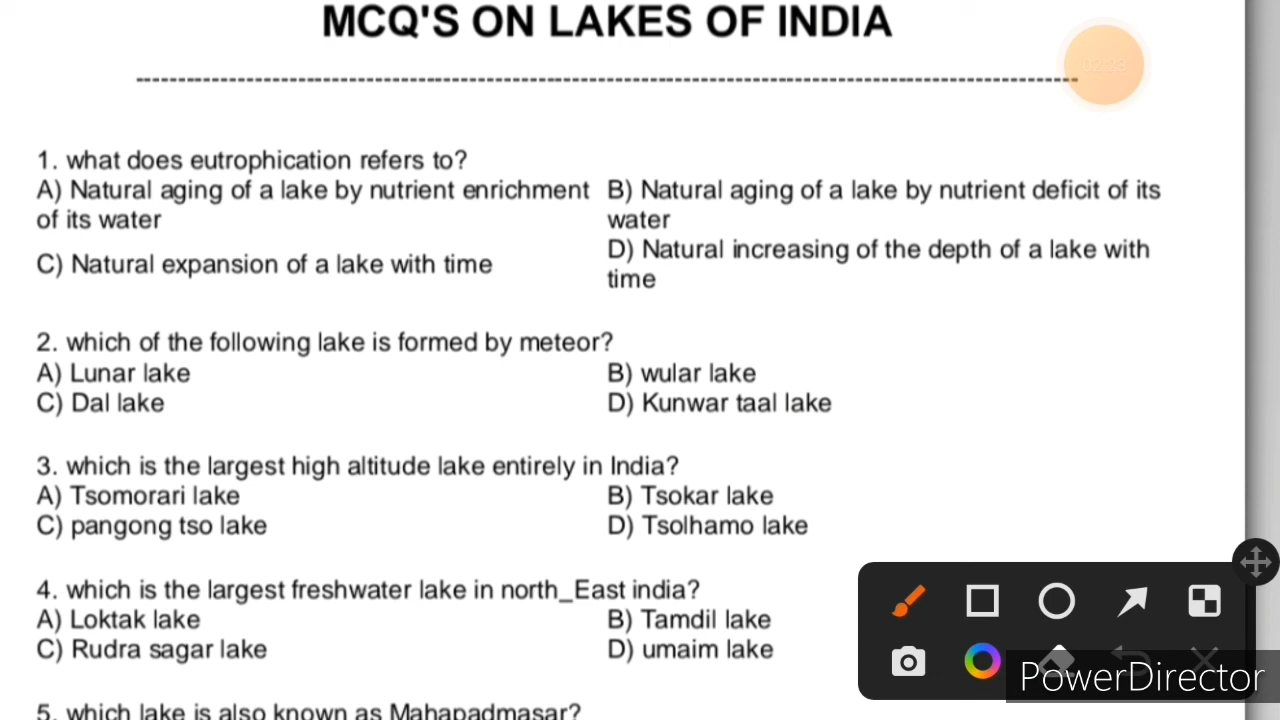 MCQ'S ON LAKES OF INDIA
1. what does eutrophication refers to?
A) Natural aging of a lake by nutrient enrichment of its water
B) Natural aging of a lake by nutrient deficit of its water
C) Natural expansion of a lake with time
D) Natural increasing of the depth of a lake with time
2. which of the following lake is formed by meteor?
A) Lunar lake
B) wular lake
C) Dal lake
D) Kunwar taal lake
3. which is the largest high altitude lake entirely in India?
A) Tsomorari lake
B) Tsokar lake
C) pangong tso lake
D) Tsolhamo lake
4. which is the largest freshwater lake in north_East india?
A) Loktak lake
B) Tamdil lake
C) Rudra sagar lake
D) umaim lake
5. which lake is also known as Mahapadmasar?
PowerDirector